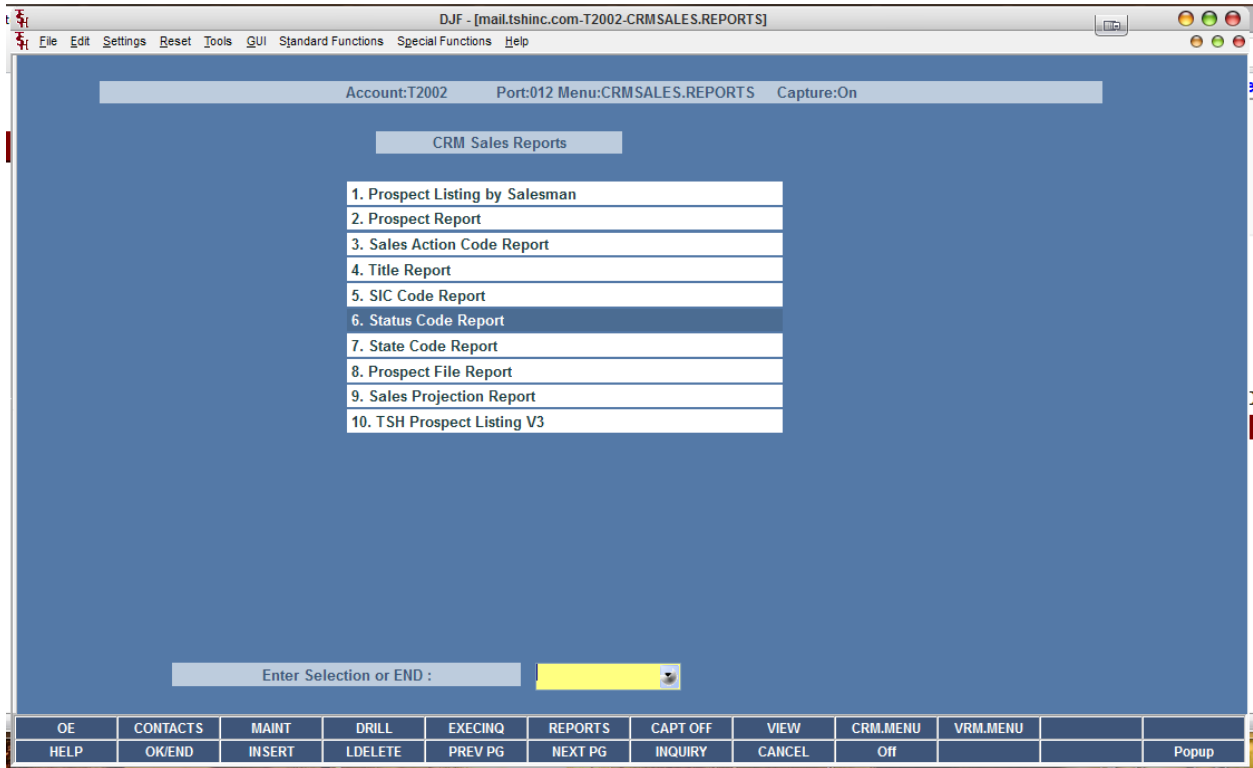 DJF - [mail.tshinc.com-T2002-CRMSALES.REPORTS]
File Edit Settings Reset Tools GUI Standard Functions Special Functions Help
Account:T2002 Port:012 Menu:CRMSALES.REPORTS Capture:On
CRM Sales Reports
1. Prospect Listing by Salesman
2. Prospect Report
3. Sales Action Code Report
4. Title Report
5. SIC Code Report
6. Status Code Report
7. State Code Report
8. Prospect File Report
9. Sales Projection Report
10. TSH Prospect Listing V3
Enter Selection or END :
OE CONTACTS MAINT DRILL EXECINQ REPORTS CAPT OFF VIEW CRM.MENU VRM.MENU
HELP OK/END INSERT LDELETE PREV PG NEXT PG INQUIRY CANCEL Off Popup